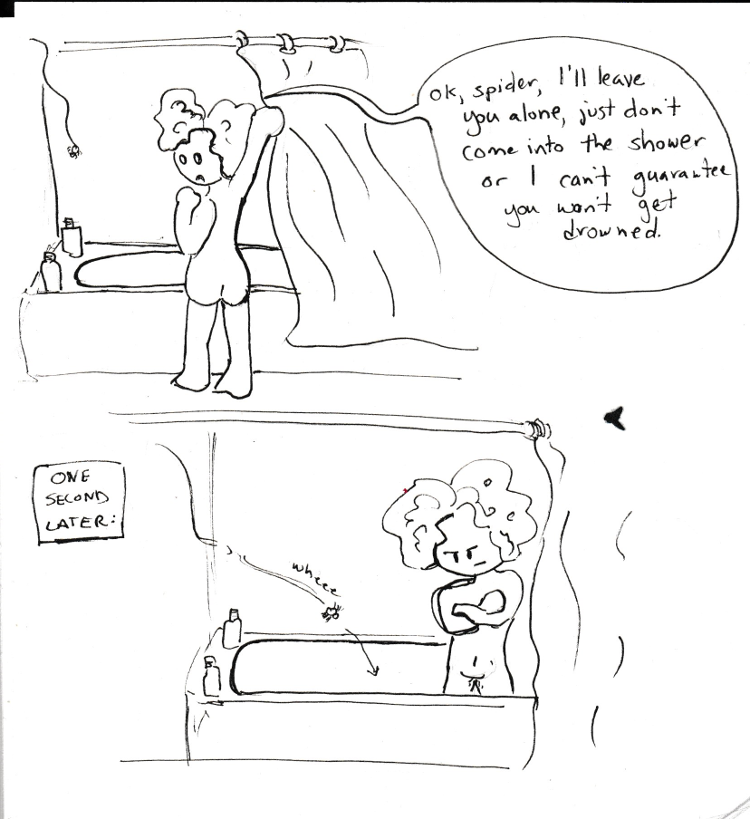 ok, spider, I'll leave
you alone, just don't
come into the shower
or I can't guarantee
you won't get
drowned.
ONE
SECOND
LATER:
wheee